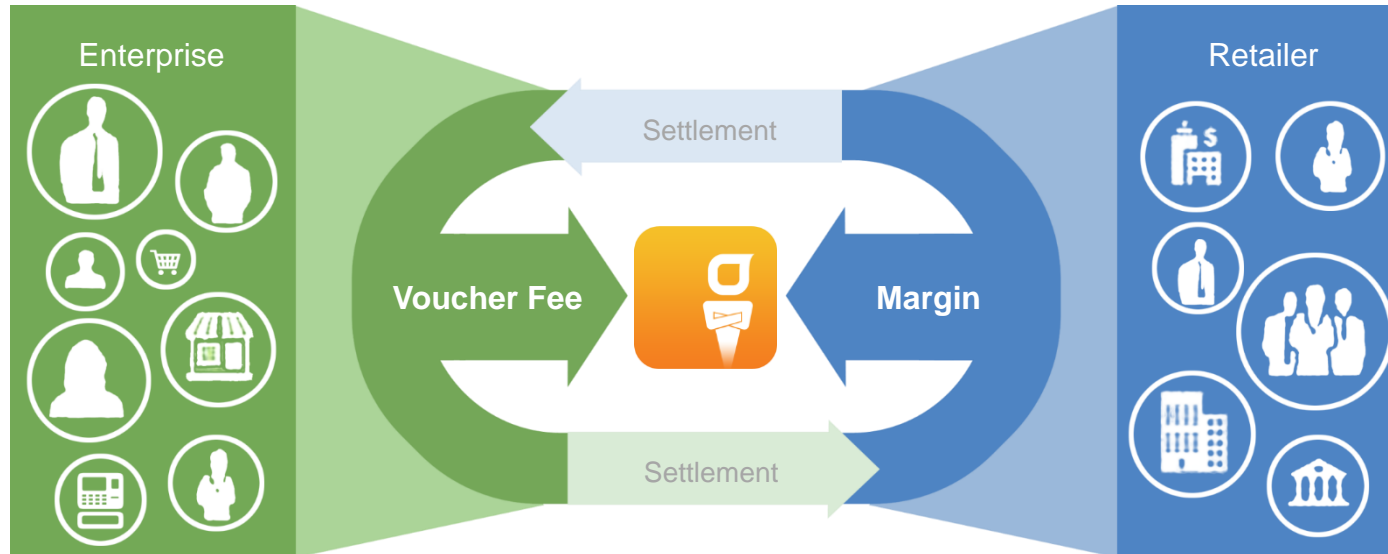 Enterprise
Retailer
Settlement
Voucher Fee
Margin
Settlement
$